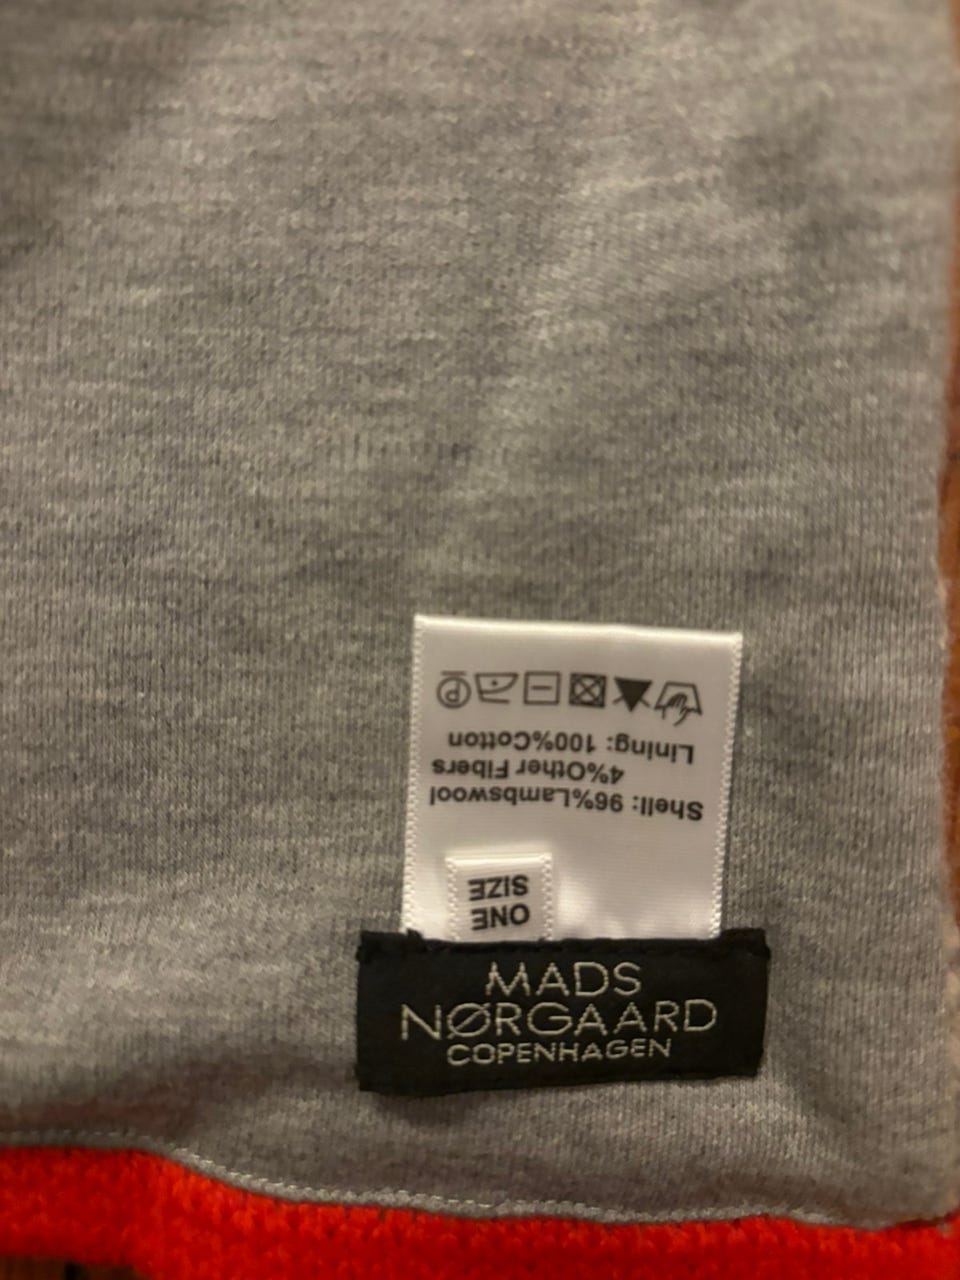 MADS
NØRGAARD
COPENHAGEN
ONE
SIZE
Shell: 96%Lambswool
4%Other Fibers
Lining: 100%Cotton
P